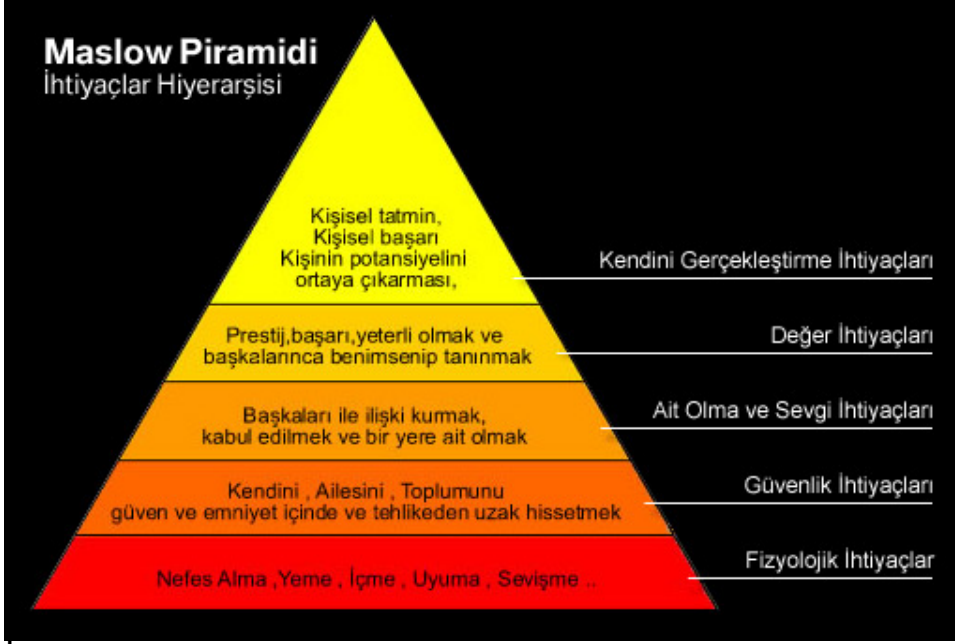 Maslow Piramidi
İhtiyaçlar Hiyerarşisi
Kişisel tatmin,
Kişisel başarı
Kişinin potansiyelini
ortaya çıkarması,
Kendini Gerçekleştirme İhtiyaçları
Prestij,başarı,yeterli olmak ve
başkalarınca benimsenip tanınmak
Değer İhtiyaçları
Başkaları ile ilişki kurmak,
kabul edilmek ve bir yere ait olmak
Ait Olma ve Sevgi İhtiyaçları
Kendini , Ailesini , Toplumunu
güven ve emniyet içinde ve tehlikeden uzak hissetmek
Güvenlik İhtiyaçları
Nefes Alma ,Yeme , İçme , Uyuma , Sevişme ..
Fizyolojik İhtiyaçlar